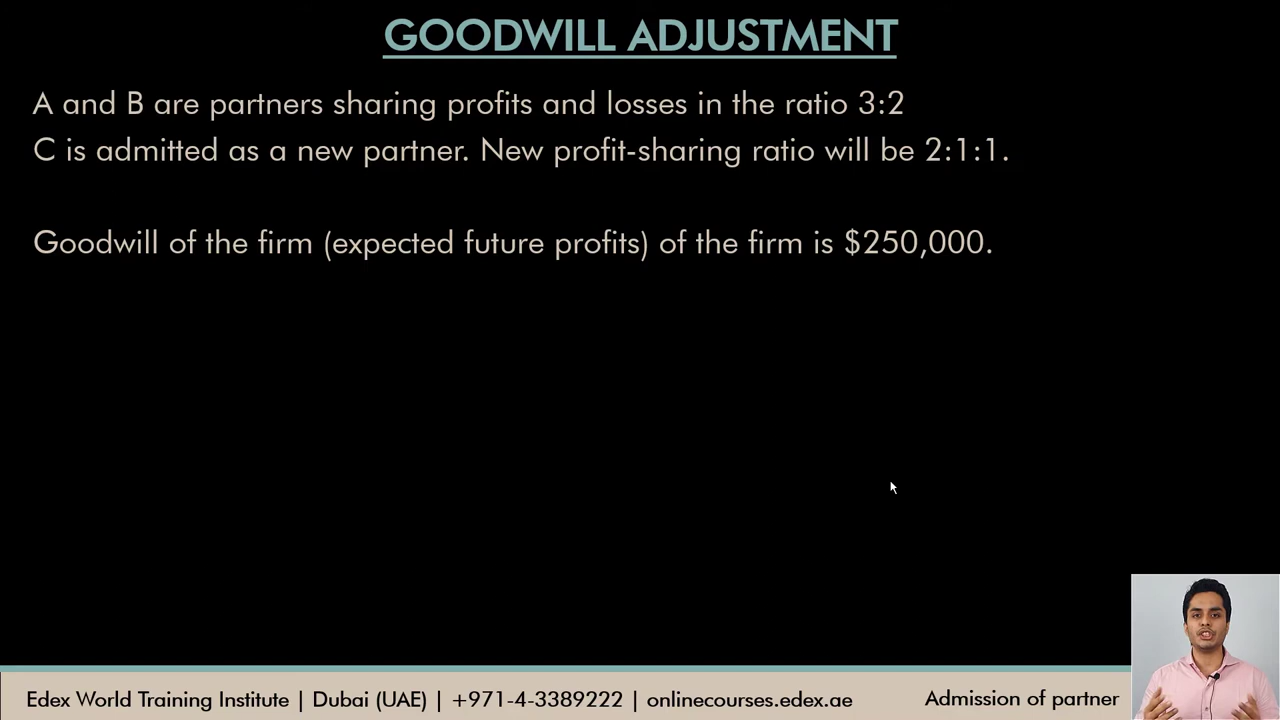 GOODWILL ADJUSTMENT
A and B are partners sharing profits and losses in the ratio 3:2
C is admitted as a new partner. New profit-sharing ratio will be 2:1:1.
Goodwill of the firm (expected future profits) of the firm is $250,000.
Edex World Training Institute | Dubai (UAE) | +971-4-3389222 | onlinecourses.edex.ae
Admission of partner